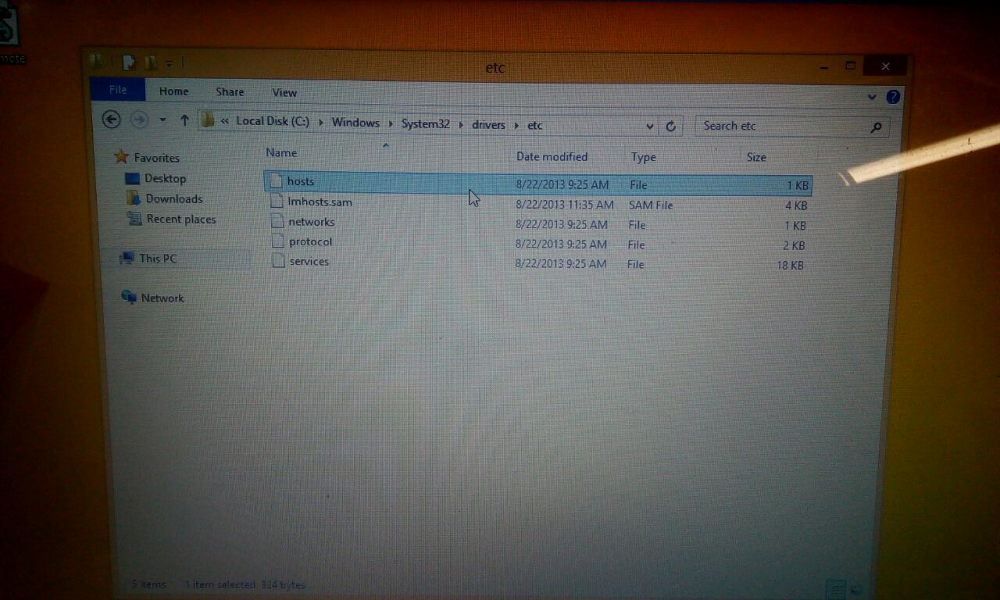 mote
etc
File Home Share View
« Local Disk (C:) Windows System32 drivers etc Search etc
Name Date modified Type Size
Favorites
Desktop
Downloads
Recent places
This PC
Network
hosts 8/22/2013 9:25 AM File 1 KB
lmhosts.sam 8/22/2013 11:35 AM SAM File 4 KB
networks 8/22/2013 9:25 AM File 1 KB
protocol 8/22/2013 9:25 AM File 2 KB
services 8/22/2013 9:25 AM File 18 KB
5 items 1 item selected 824 bytes